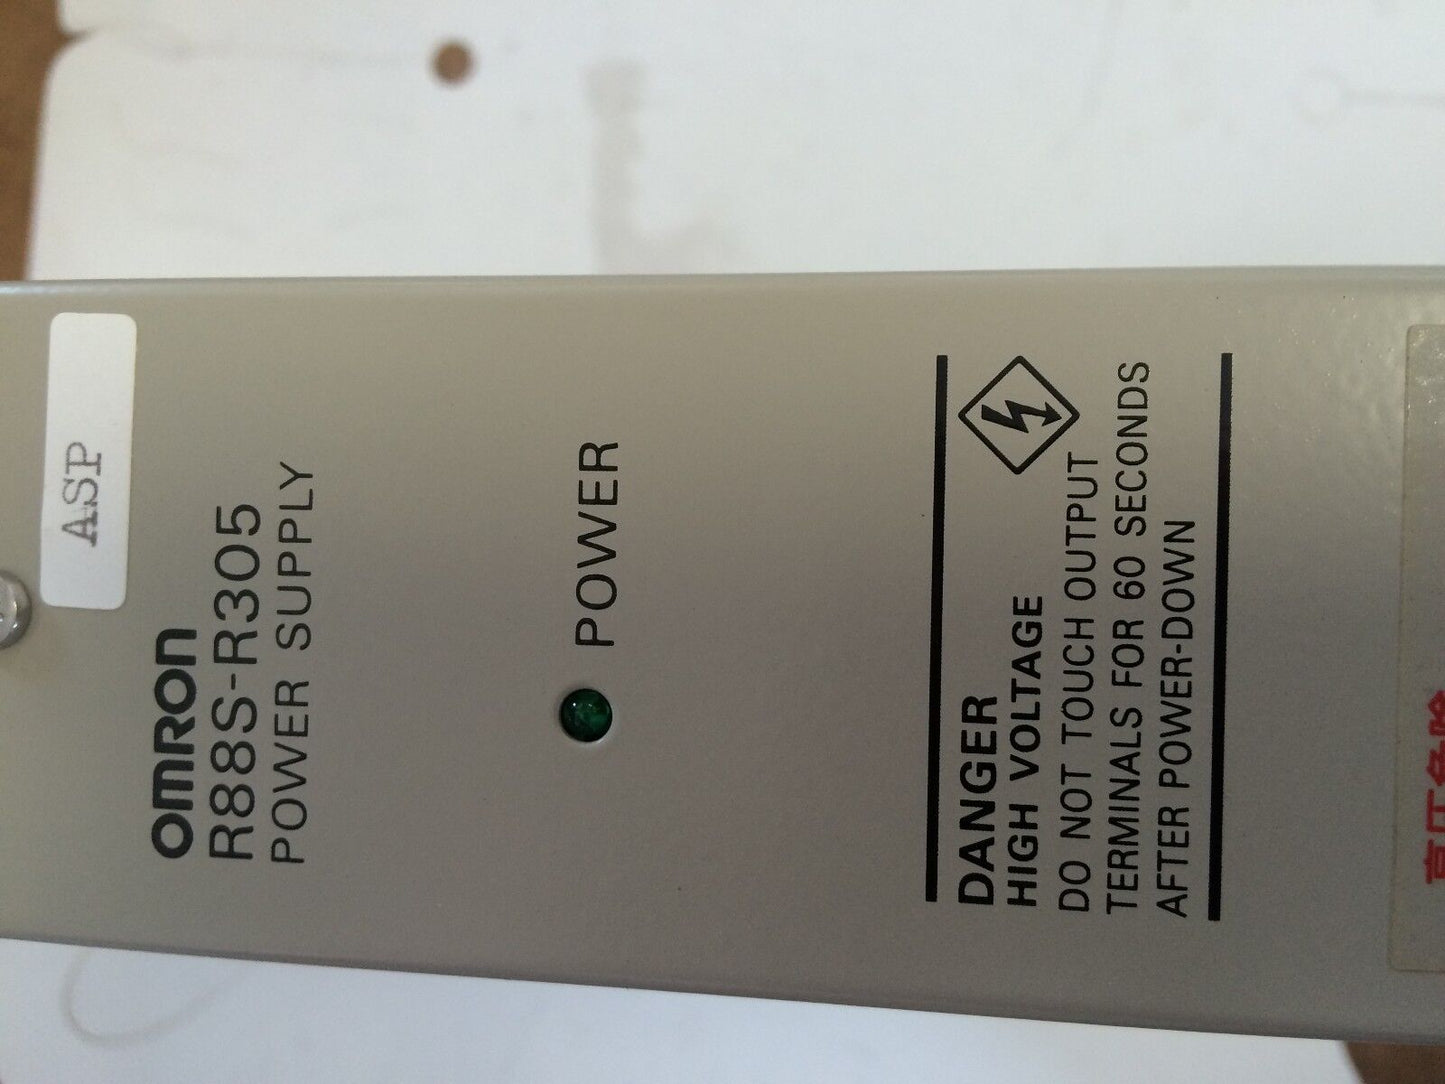 ASP
OMRON
R88S-R305
POWER SUPPLY
POWER
DANGER
HIGH VOLTAGE
DO NOT TOUCH OUTPUT
TERMINALS FOR 60 SECONDS
AFTER POWER-DOWN